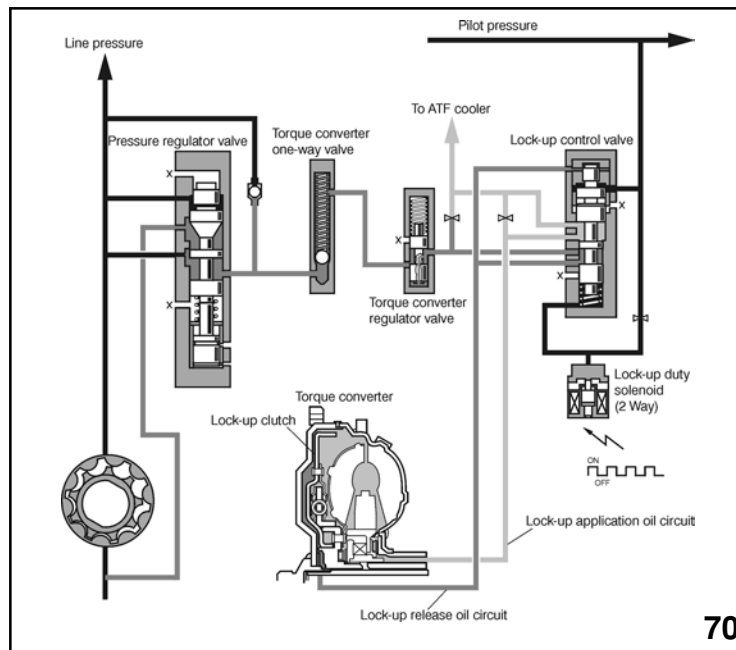 Pilot pressure
Line pressure
To ATF cooler
Pressure regulator valve
Torque converter
one-way valve
Lock-up control valve
x
x
x
x
x
Torque converter
regulator valve
Lock-up duty
solenoid
(2 Way)
Torque converter
Lock-up clutch
ON
OFF
Lock-up application oil circuit
Lock-up release oil circuit
70